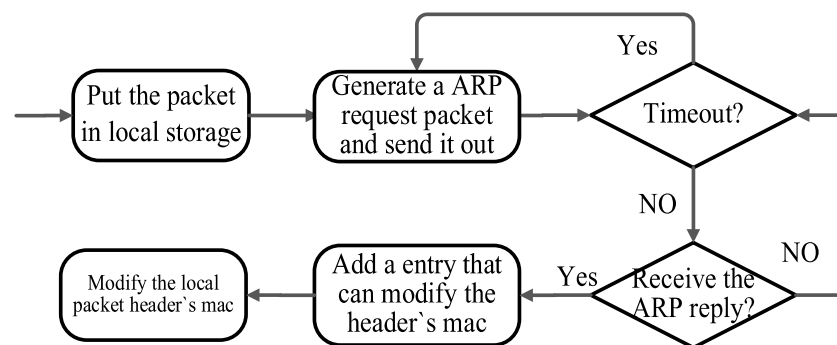 Yes
Put the packet
in local storage
Generate a ARP
request packet
and send it out
Timeout?
NO
Modify the local
packet header`s mac
Add a entry that
can modify the
header`s mac
Yes
Receive the
ARP reply?
NO